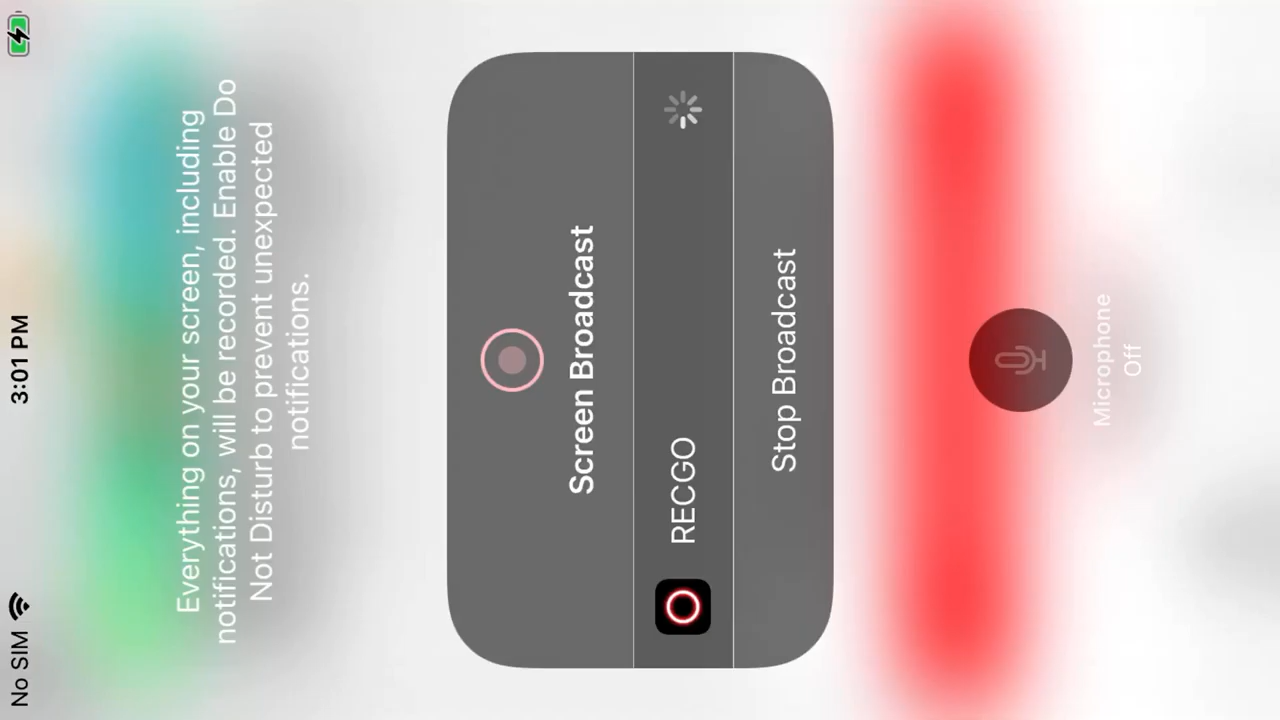 No SIM 3:01 PM
Everything on your screen, including
notifications, will be recorded. Enable Do
Not Disturb to prevent unexpected
notifications.
Screen Broadcast
RECGO
Stop Broadcast
Microphone
Off